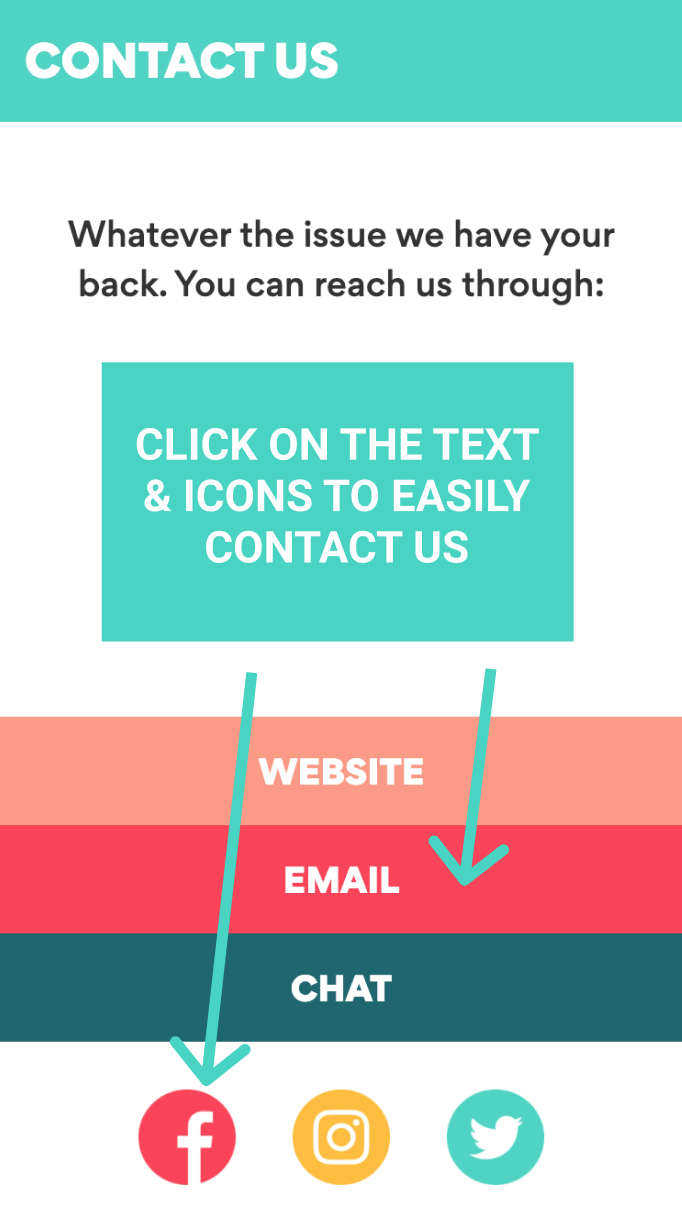 CONTACT US
Whatever the issue we have your
back. You can reach us through:
CLICK ON THE TEXT
& ICONS TO EASILY
CONTACT US
WEBSITE
EMAIL
CHAT